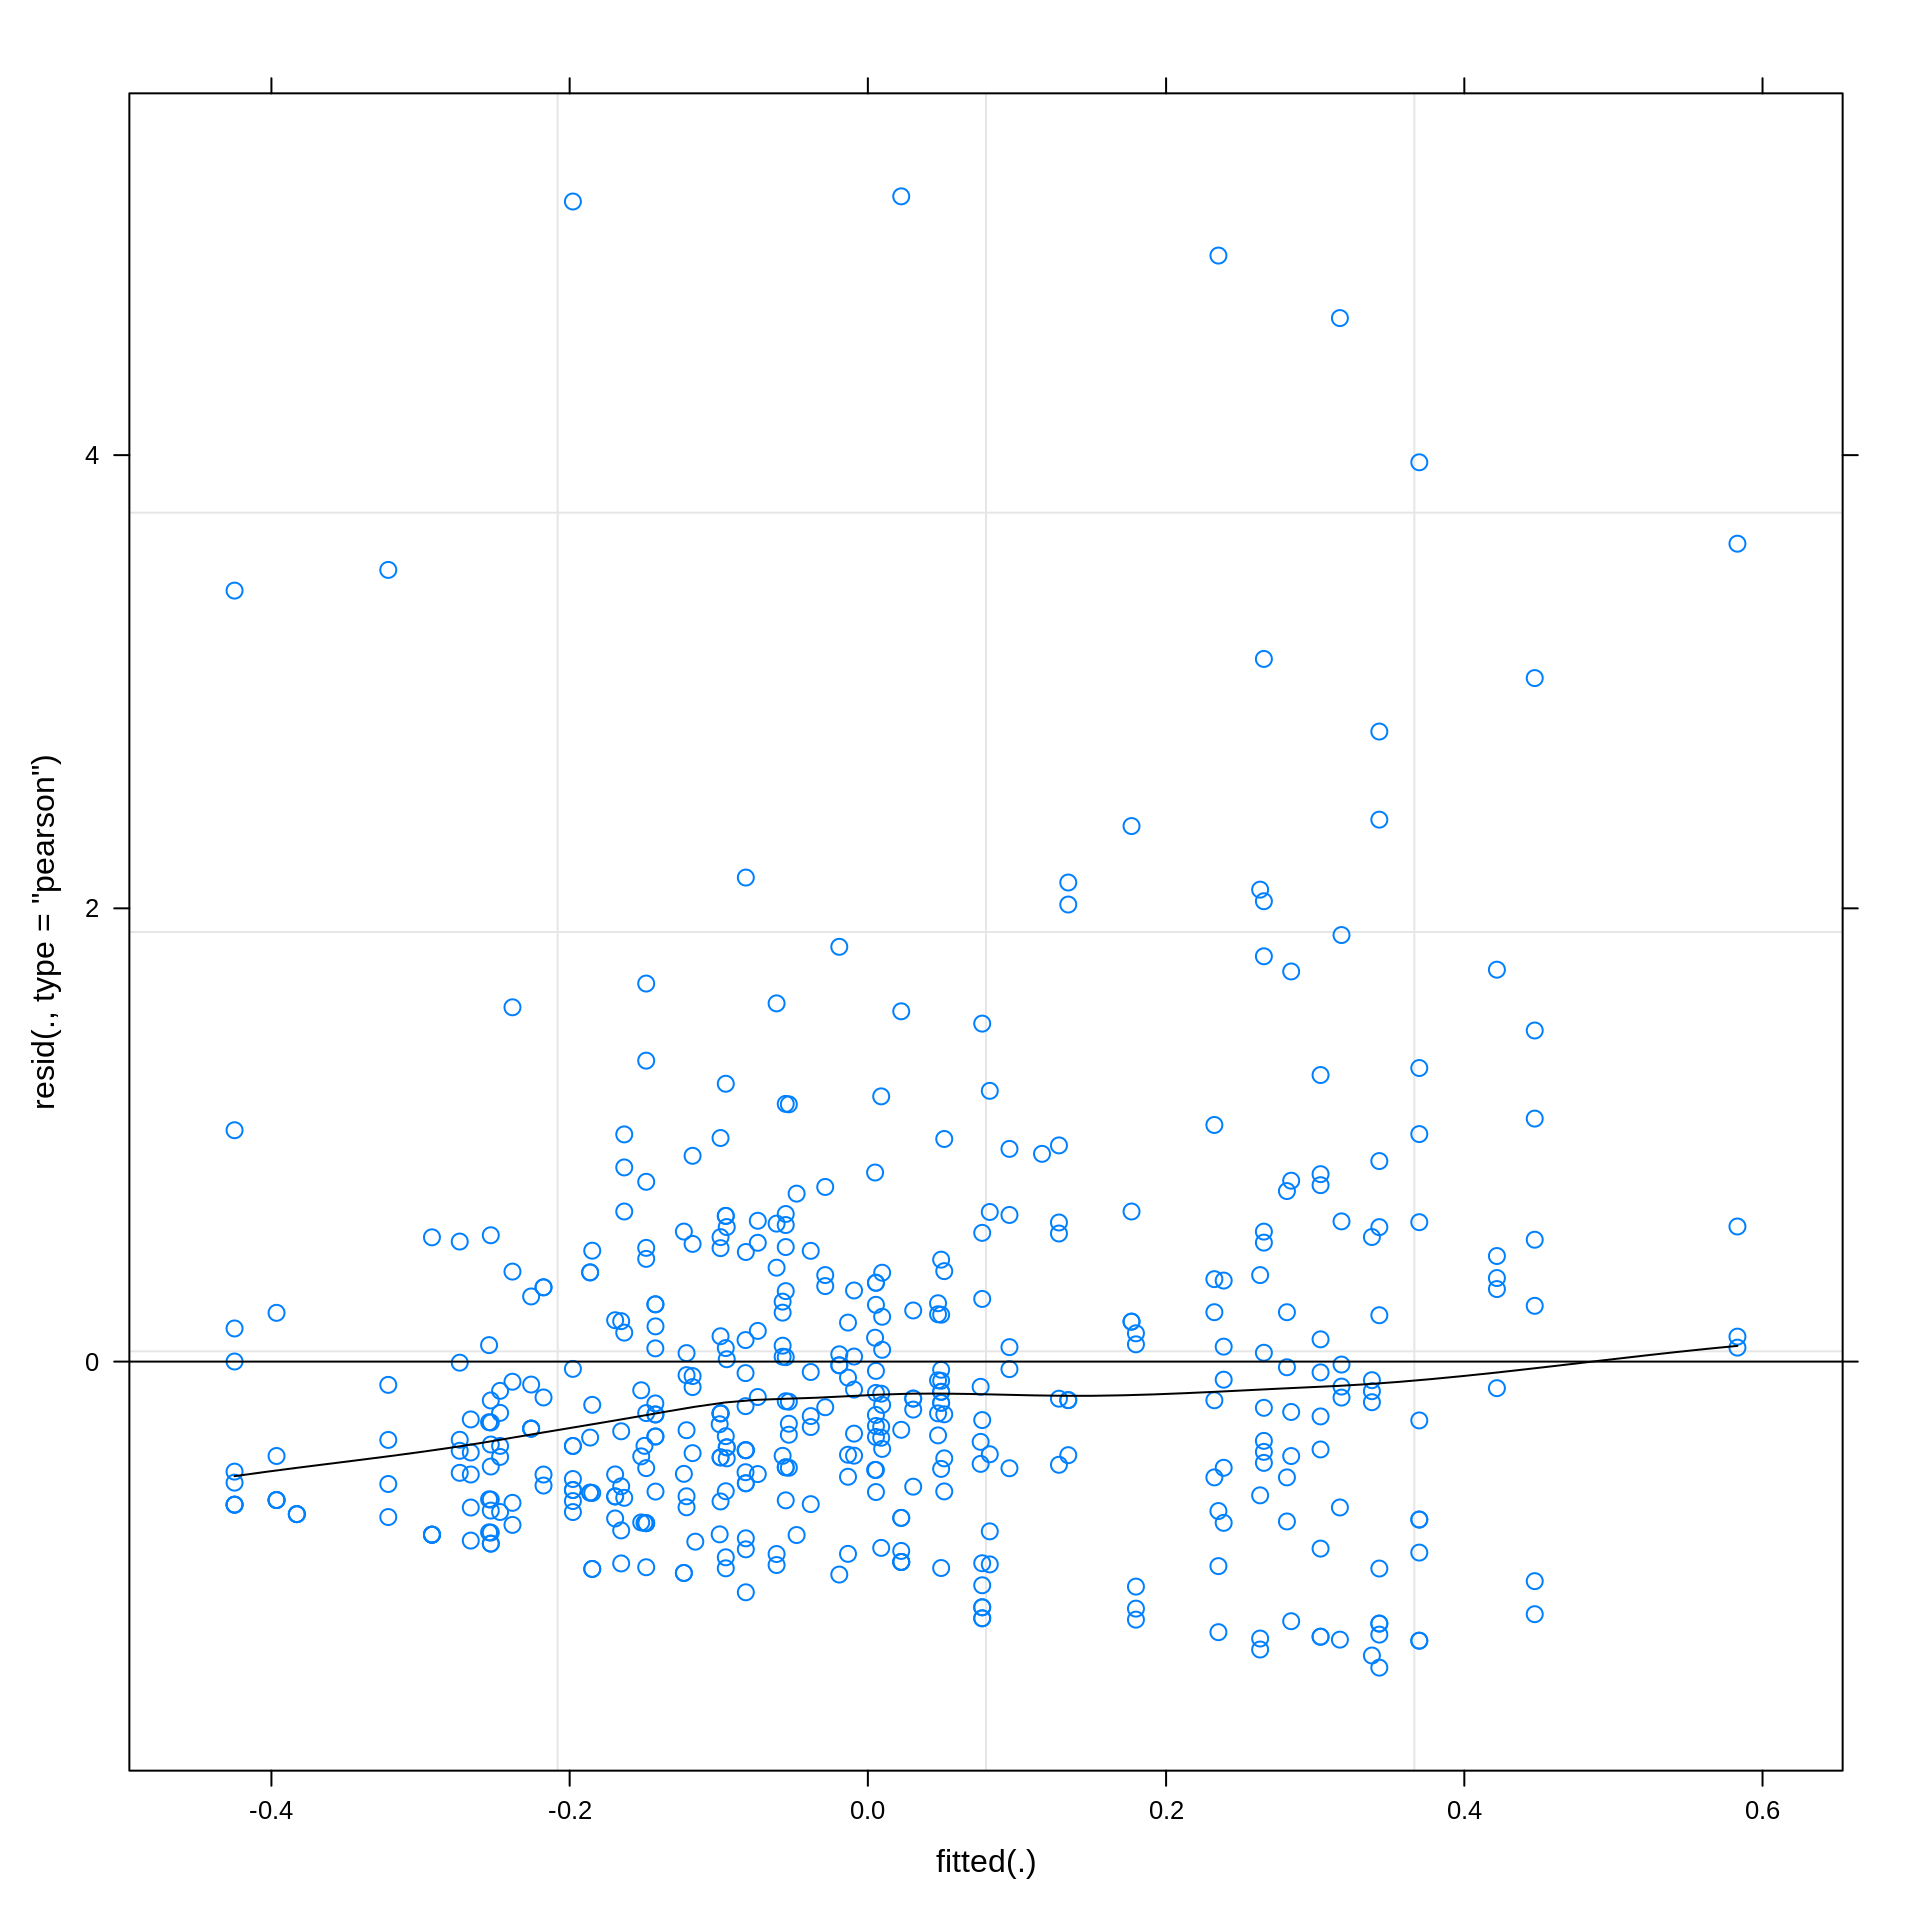 4
2
0
resid(., type = "pearson")
-0.4 -0.2 0.0 0.2 0.4 0.6
fitted(.)